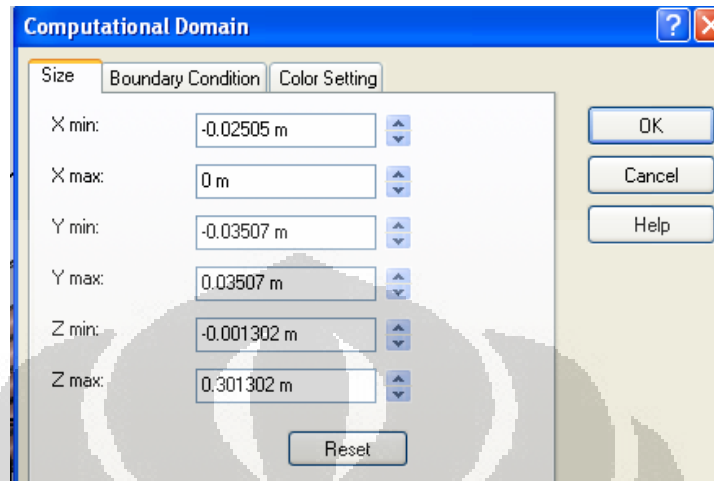 Computational Domain
Size Boundary Condition Color Setting
X min: -0.02505 m OK
X max: 0 m Cancel
Y min: -0.03507 m Help
Y max: 0.03507 m
Z min: -0.001302 m
Z max: 0.301302 m
Reset